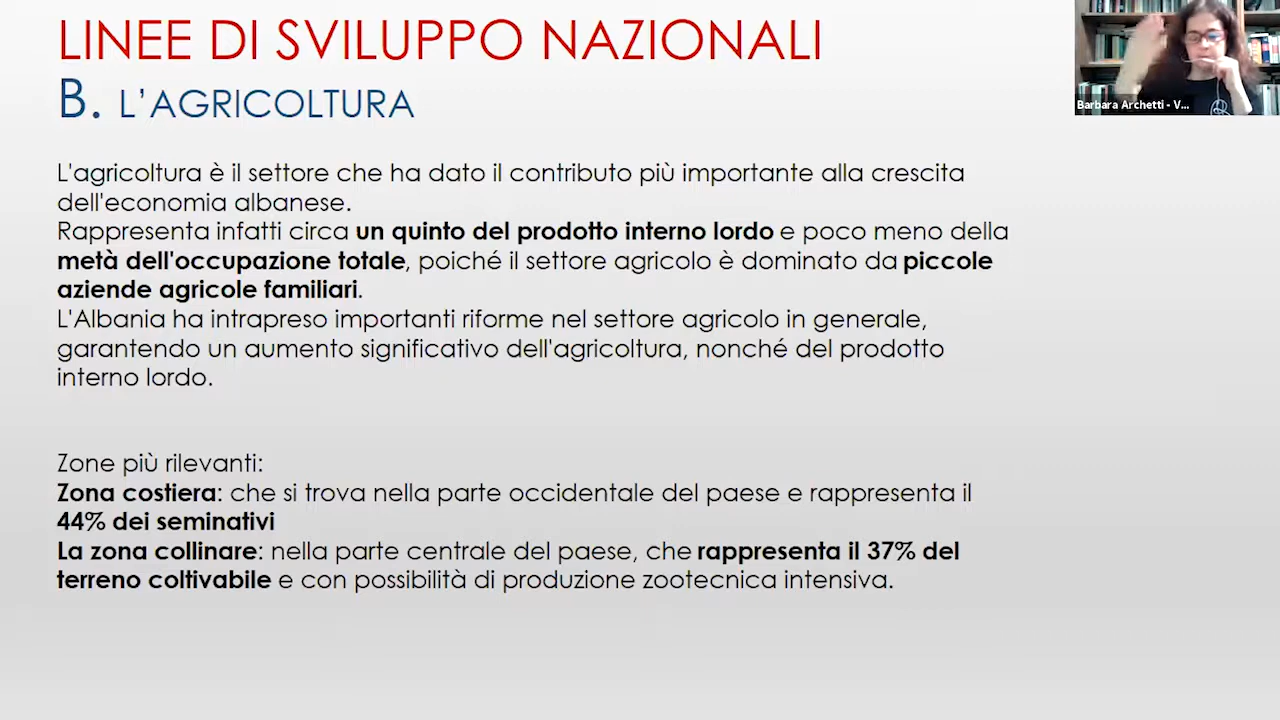 LINEE DI SVILUPPO NAZIONALI
B. L'AGRICOLTURA
Barbara Archetti - V...
L'agricoltura è il settore che ha dato il contributo più importante alla crescita
dell'economia albanese.
Rappresenta infatti circa un quinto del prodotto interno lordo e poco meno della
metà dell'occupazione totale, poiché il settore agricolo è dominato da piccole
aziende agricole familiari.
L'Albania ha intrapreso importanti riforme nel settore agricolo in generale,
garantendo un aumento significativo dell'agricoltura, nonché del prodotto
interno lordo.
Zone più rilevanti:
Zona costiera: che si trova nella parte occidentale del paese e rappresenta il
44% dei seminativi
La zona collinare: nella parte centrale del paese, che rappresenta il 37% del
terreno coltivabile e con possibilità di produzione zootecnica intensiva.